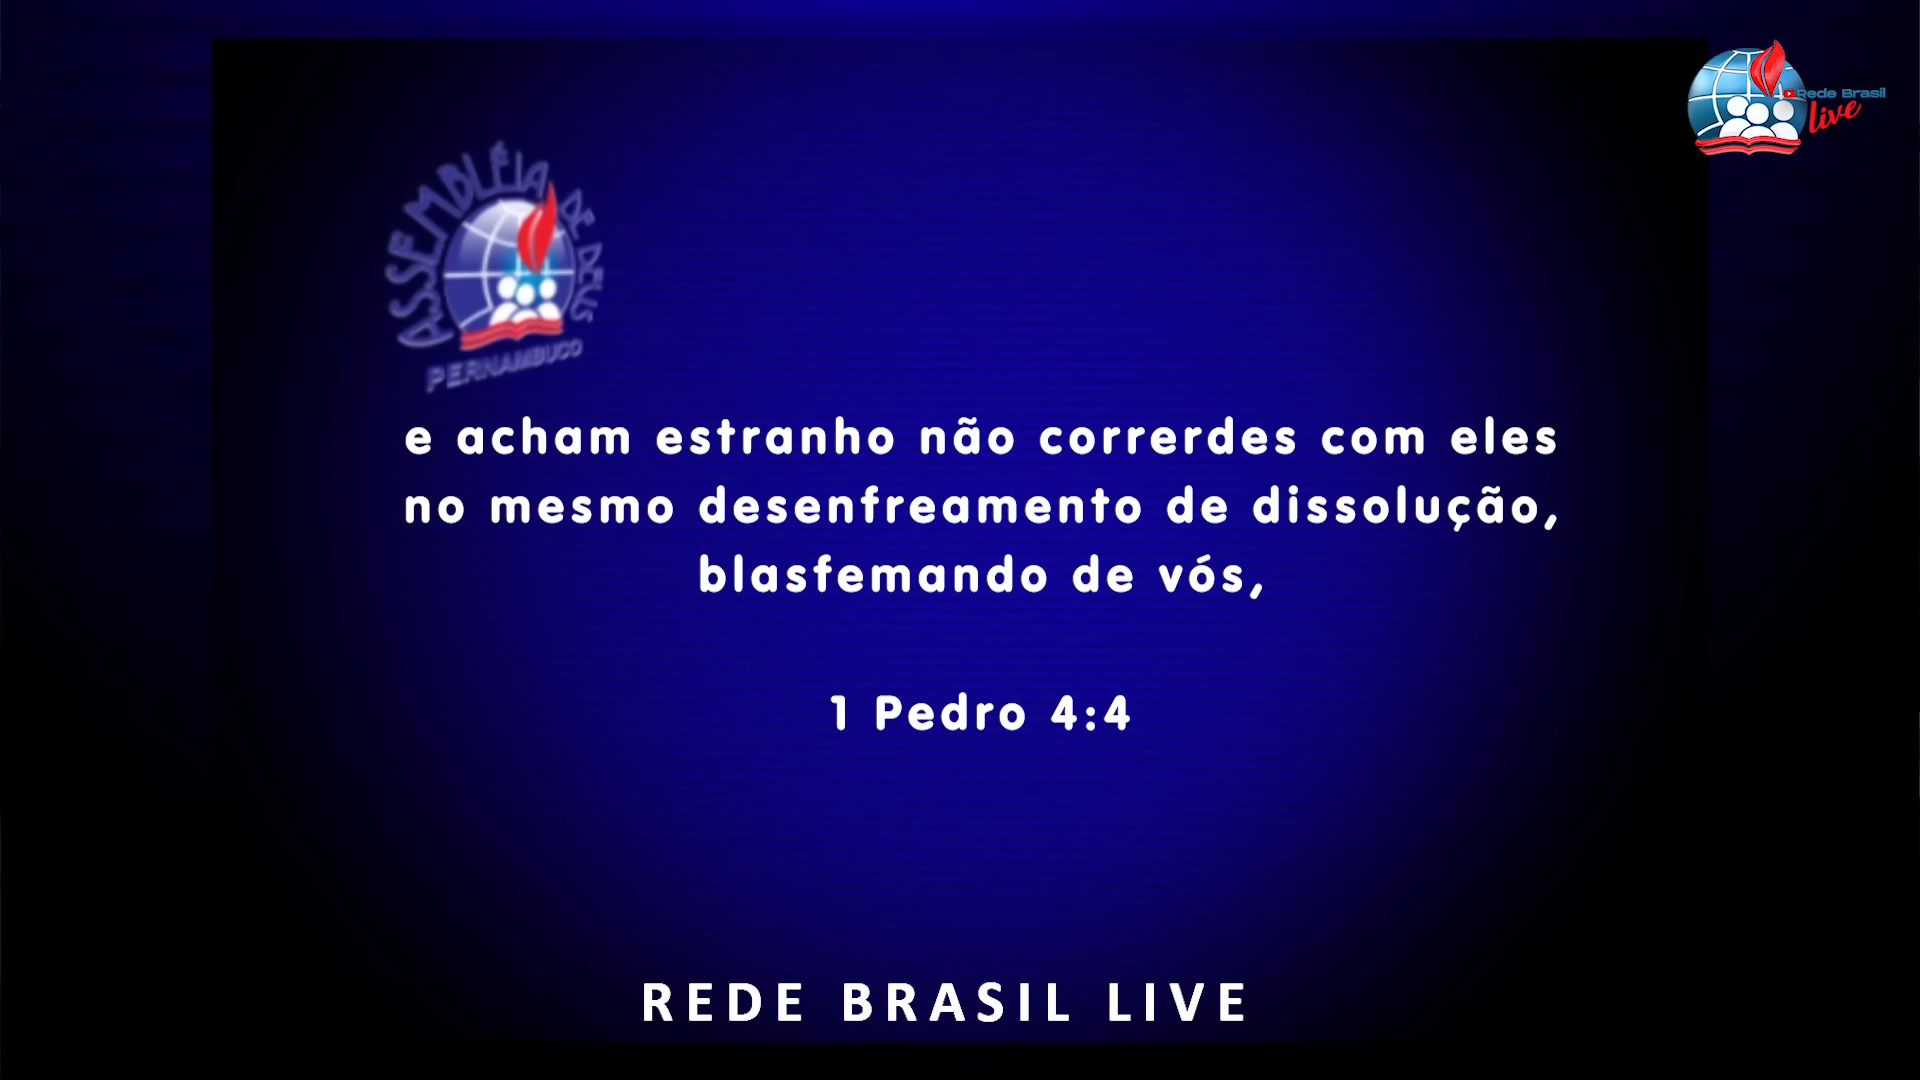 Rede Brasil
live
ASSEMBLÉIA DE DEUS
PERNAMBUCO
e acham estranho não correrdes com eles
no mesmo desenfreamento de dissolução,
blasfemando de vós,
1 Pedro 4:4
REDE BRASIL LIVE